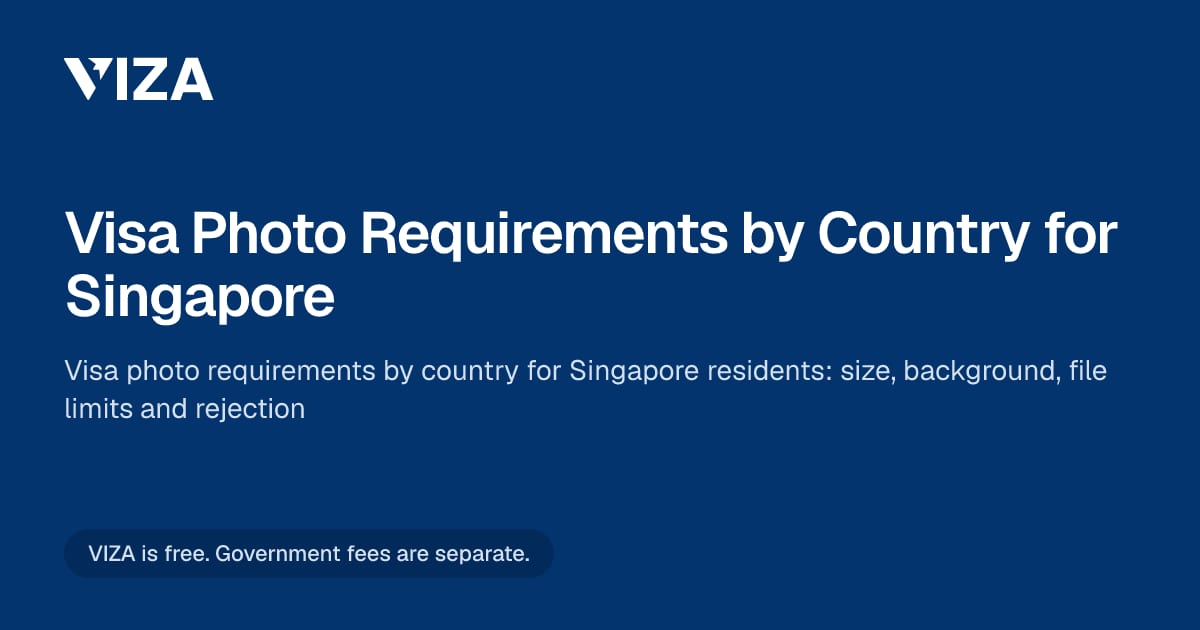 VIZA
Visa Photo Requirements by Country for
Singapore
Visa photo requirements by country for Singapore residents: size, background, file
limits and rejection
VIZA is free. Government fees are separate.